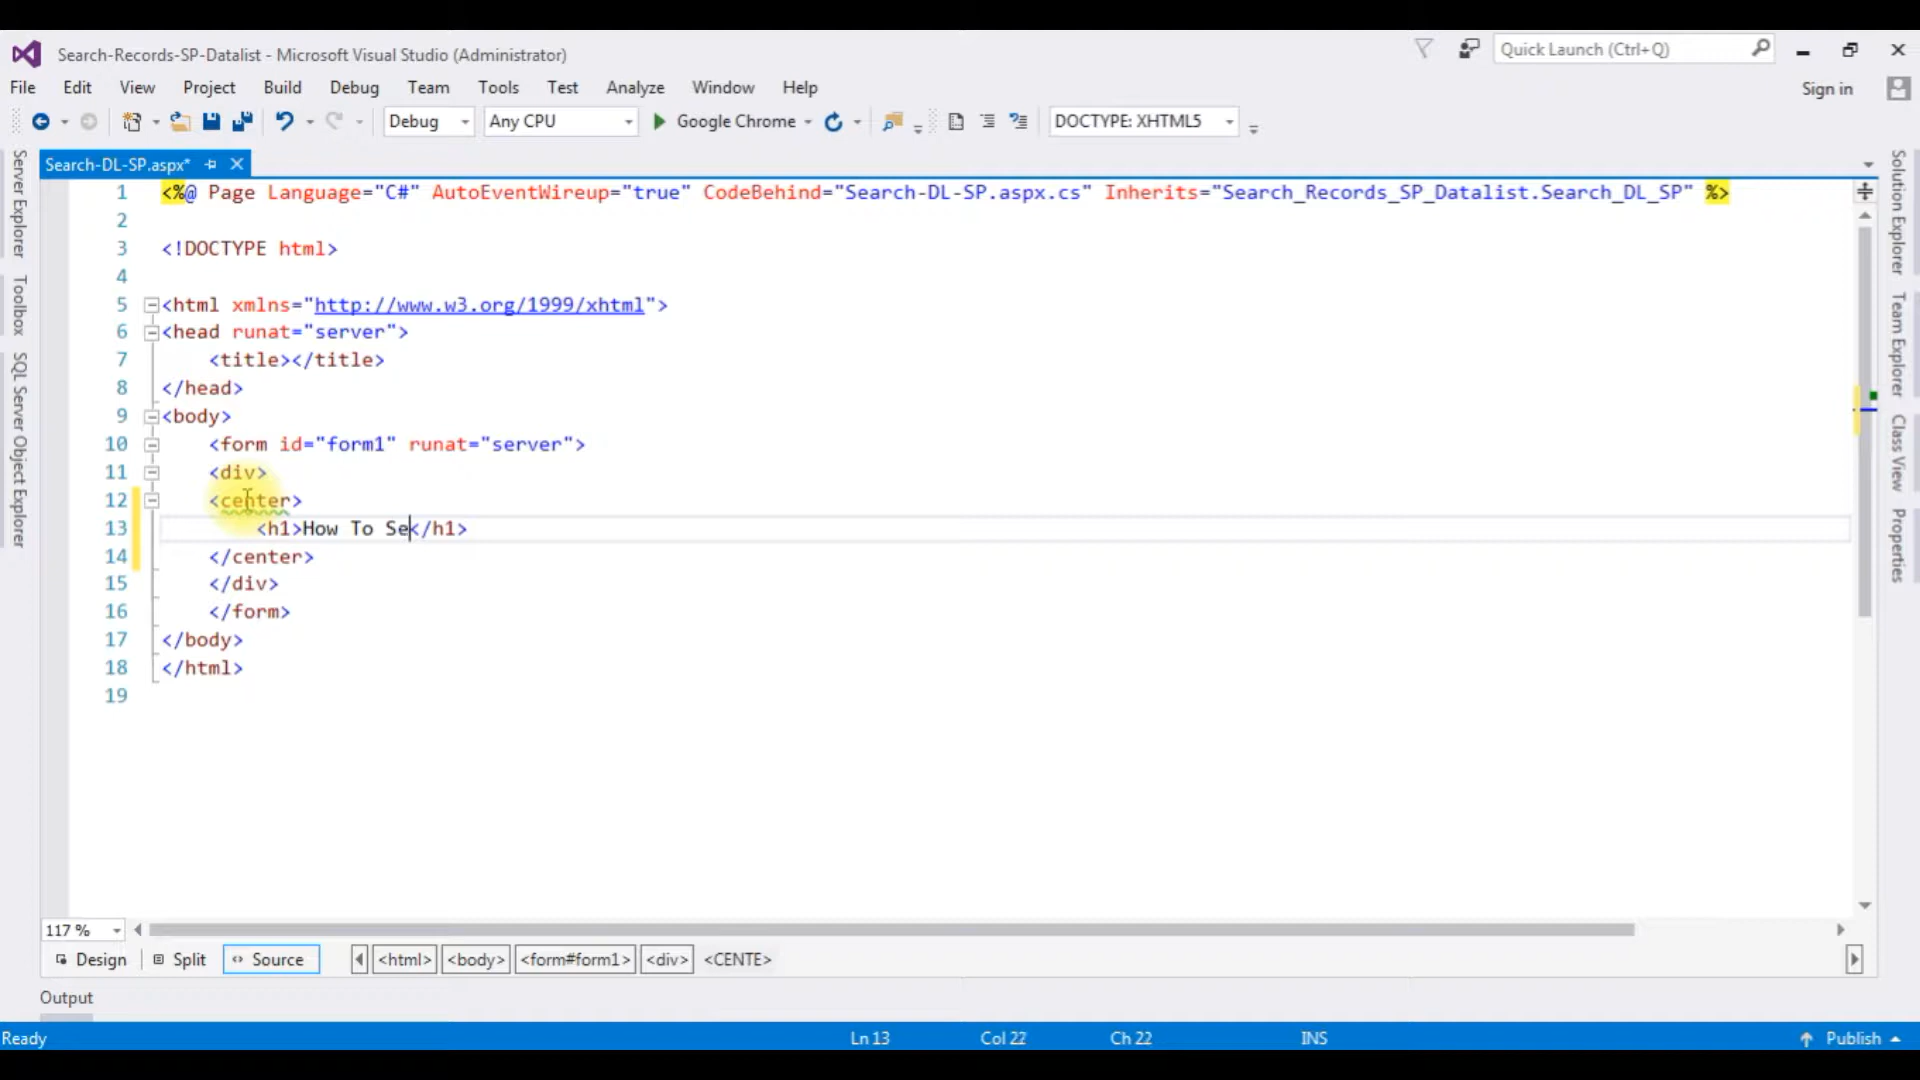 Search-Records-SP-Datalist - Microsoft Visual Studio (Administrator)
Quick Launch (Ctrl+Q)
File Edit View Project Build Debug Team Tools Test Analyze Window Help
Sign in
Debug Any CPU Google Chrome DOCTYPE: XHTML5
Search-DL-SP.aspx*
Server Explorer
Toolbox
SQL Server Object Explorer
1 <%@ Page Language="C#" AutoEventWireup="true" CodeBehind="Search-DL-SP.aspx.cs" Inherits="Search_Records_SP_Datalist.Search_DL_SP" %>
2
3 <!DOCTYPE html>
4
5 <html xmlns="http://www.w3.org/1999/xhtml">
6 <head runat="server">
7 <title></title>
8 </head>
9 <body>
10 <form id="form1" runat="server">
11 <div>
12 <center>
13 <h1>How To Se</h1>
14 </center>
15 </div>
16 </form>
17 </body>
18 </html>
19
Solution Explorer
Team Explorer
Class View
Properties
117 %
Design Split Source <html> <body> <form#form1> <div> <CENTE>
Output
Ready Ln 13 Col 22 Ch 22 INS Publish